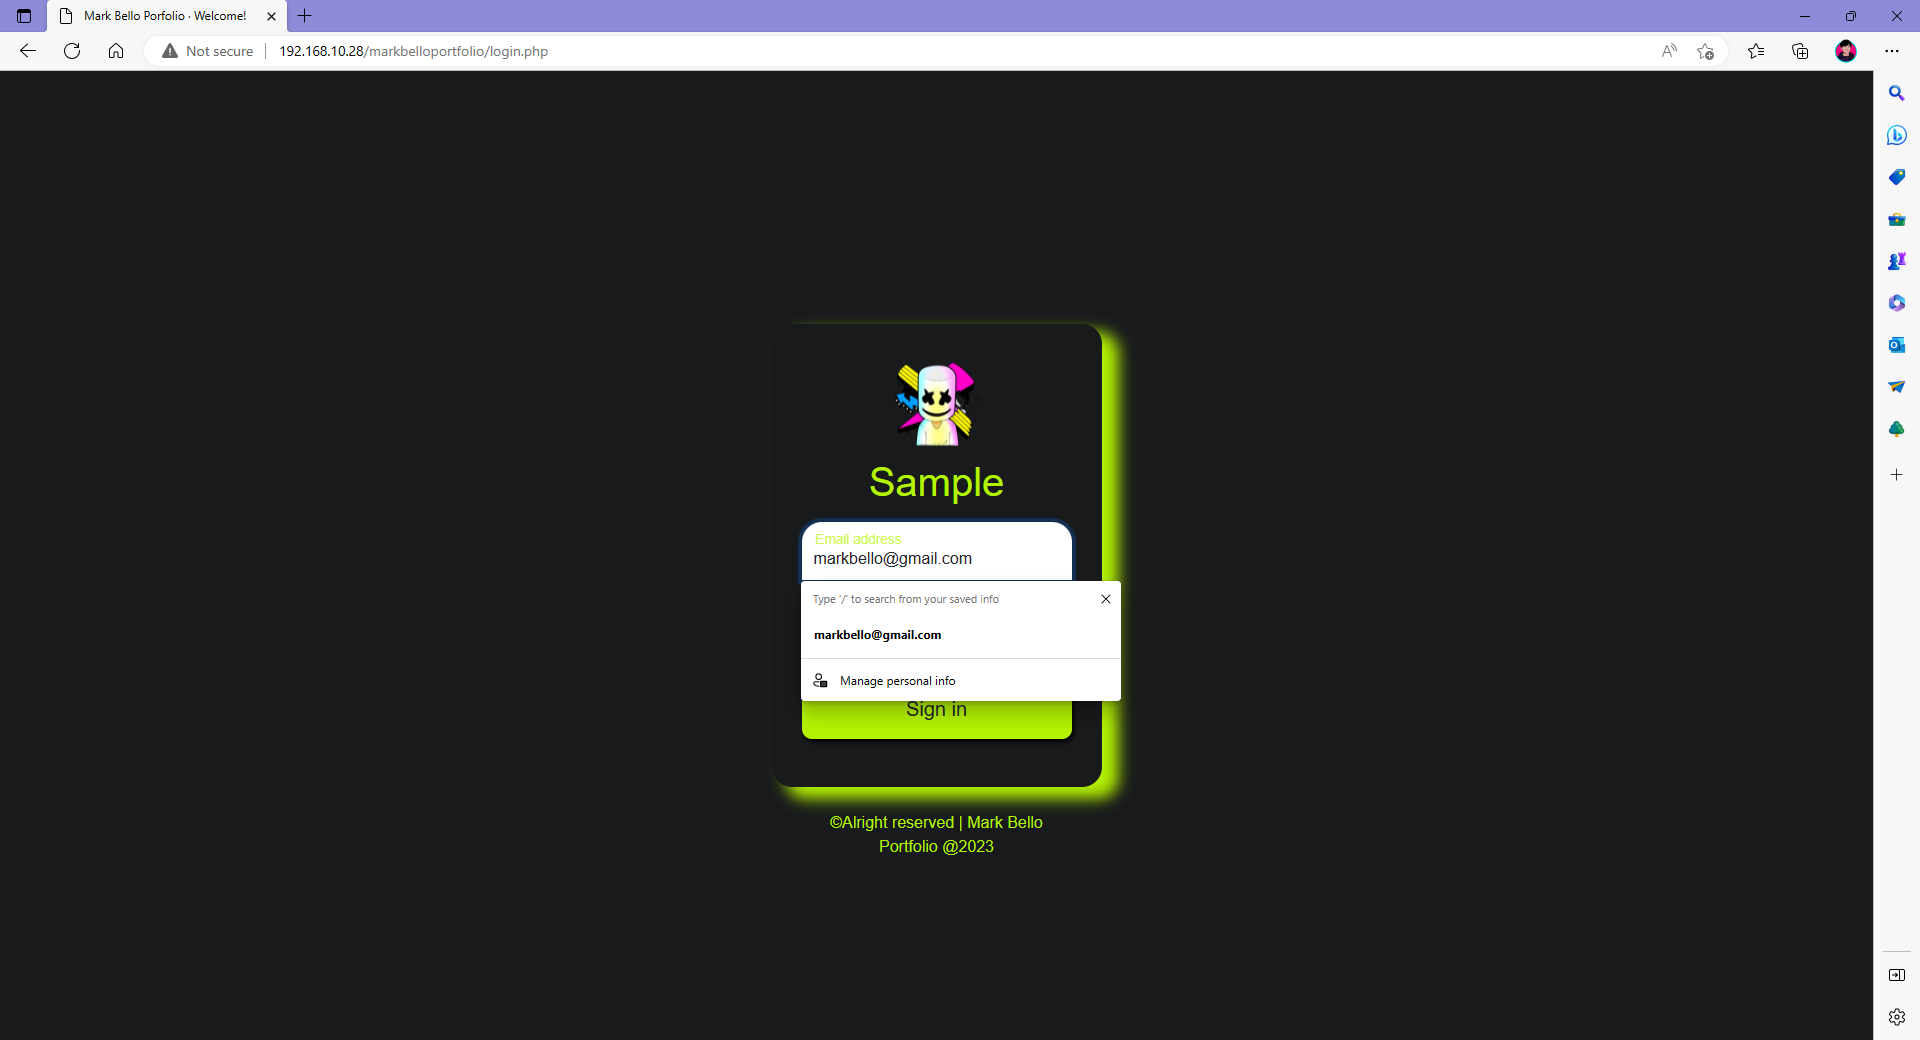 Mark Bello Porfolio · Welcome!
Not secure
192.168.10.28/markbelloportfolio/login.php
Sample
Email address
markbello@gmail.com
Type '/' to search from your saved info
markbello@gmail.com
Manage personal info
Sign in
©Alright reserved | Mark Bello
Portfolio @2023